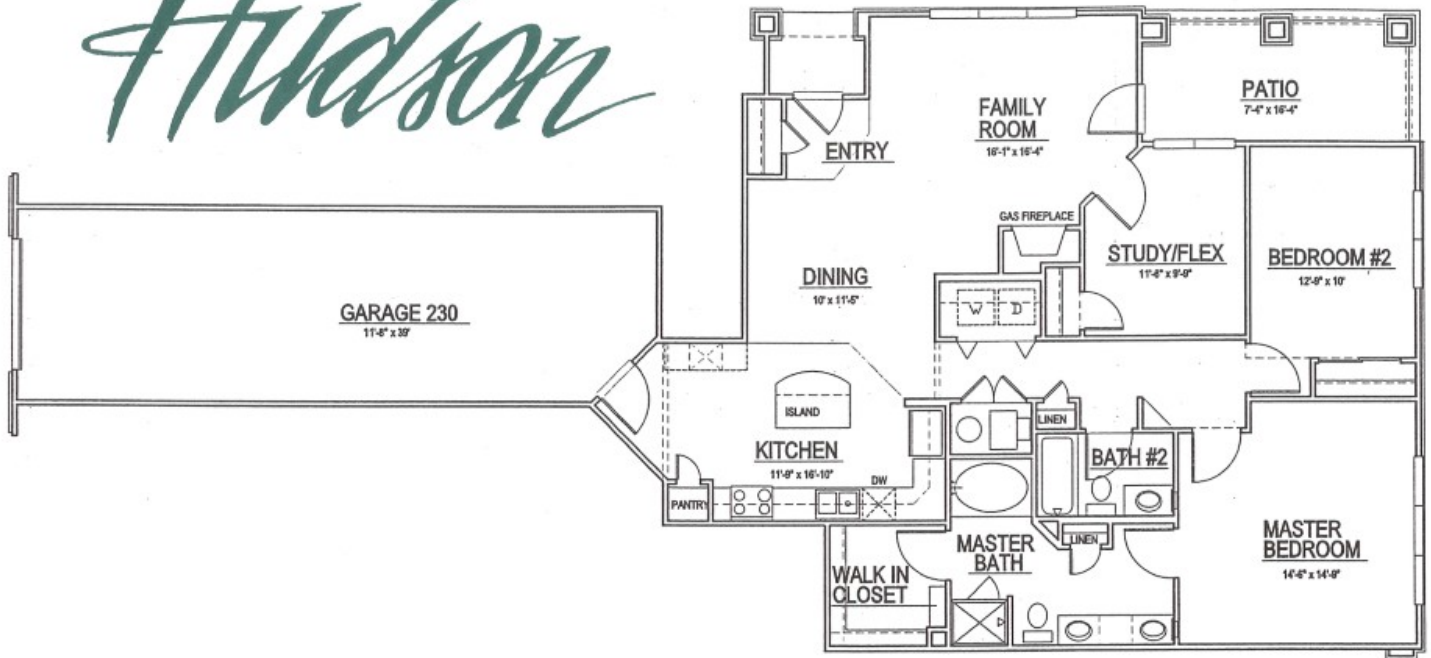 Hudson
PATIO
7'-4" x 16'-4"
FAMILY
ROOM
16'-1" x 16'-4"
ENTRY
GAS FIREPLACE
STUDY/FLEX
11'-6" x 9'-9"
BEDROOM #2
12'-9" x 10'
DINING
10' x 11'-5"
W
D
GARAGE 230
11'-8" x 39'
ISLAND
LINEN
KITCHEN
11'-9" x 16'-10"
BATH #2
DW
PANTRY
MASTER
BEDROOM
14'-6" x 14'-9"
LINEN
MASTER
BATH
WALK IN
CLOSET